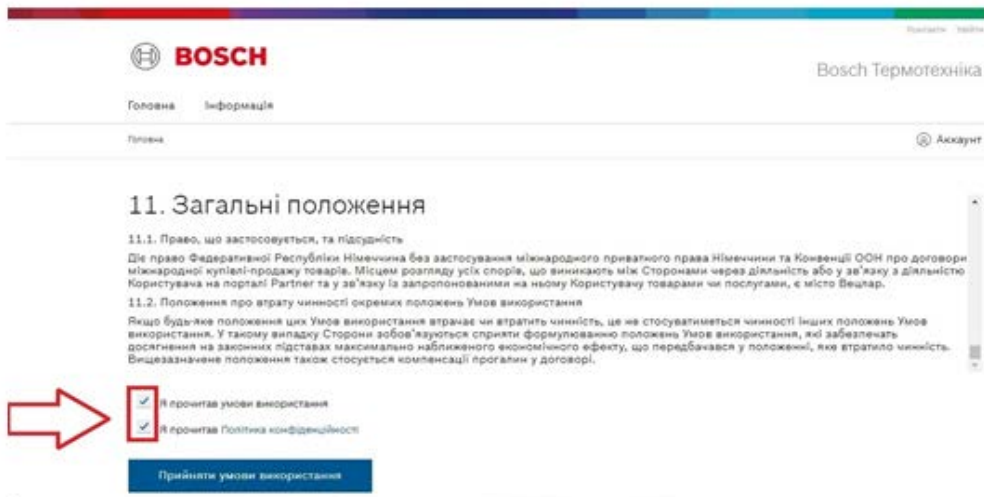 Контакти Увійти
BOSCH
Bosch Термотехніка
Головна Інформація
Головна
Аккаунт
11. Загальні положення
11.1. Право, що застосовується, та підсудність
Діє право Федеративної Республіки Німеччина без застосування міжнародного приватного права Німеччини та Конвенції ООН про договори
міжнародної купівлі-продажу товарів. Місцем розгляду усіх спорів, що виникають між Сторонами через діяльність або у зв'язку з діяльністю
Користувача на порталі Partner та у зв'язку із запропонованими на ньому Користувачу товарами чи послугами, є місто Вецлар.
11.2. Положення про втрату чинності окремих положень Умов використання
Якщо будь-яке положення цих Умов використання втрачає чи втратить чинність, це не стосуватиметься чинності інших положень Умов
використання. У такому випадку Сторони зобов'язуються сприяти формулюванню положень Умов використання, які забезпечать
досягнення на законних підставах максимально наближеного економічного ефекту, що передбачався у положенні, яке втратило чинність.
Вищезазначене положення також стосується компенсації прогалин у договорі.
Я прочитав умови використання
Я прочитав Політика конфіденційності
Прийняти умови використання